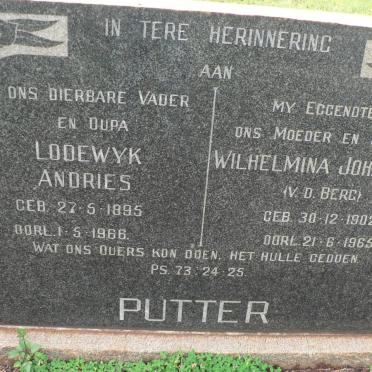 IN TERE HERINNERING
AAN
ONS DIERBARE VADER
EN OUPA
LODEWYK
ANDRIES
GEB. 27-5-1895
OORL. 1-5-1966.
MY EGGENOTE
ONS MOEDER EN
WILHELMINA JOH
(V.D. BERG)
GEB. 30-12-1902
OORL. 21-6-1965
WAT ONS OUERS KON DOEN, HET HULLE GEDOEN.
PS. 73:24-25.
PUTTER